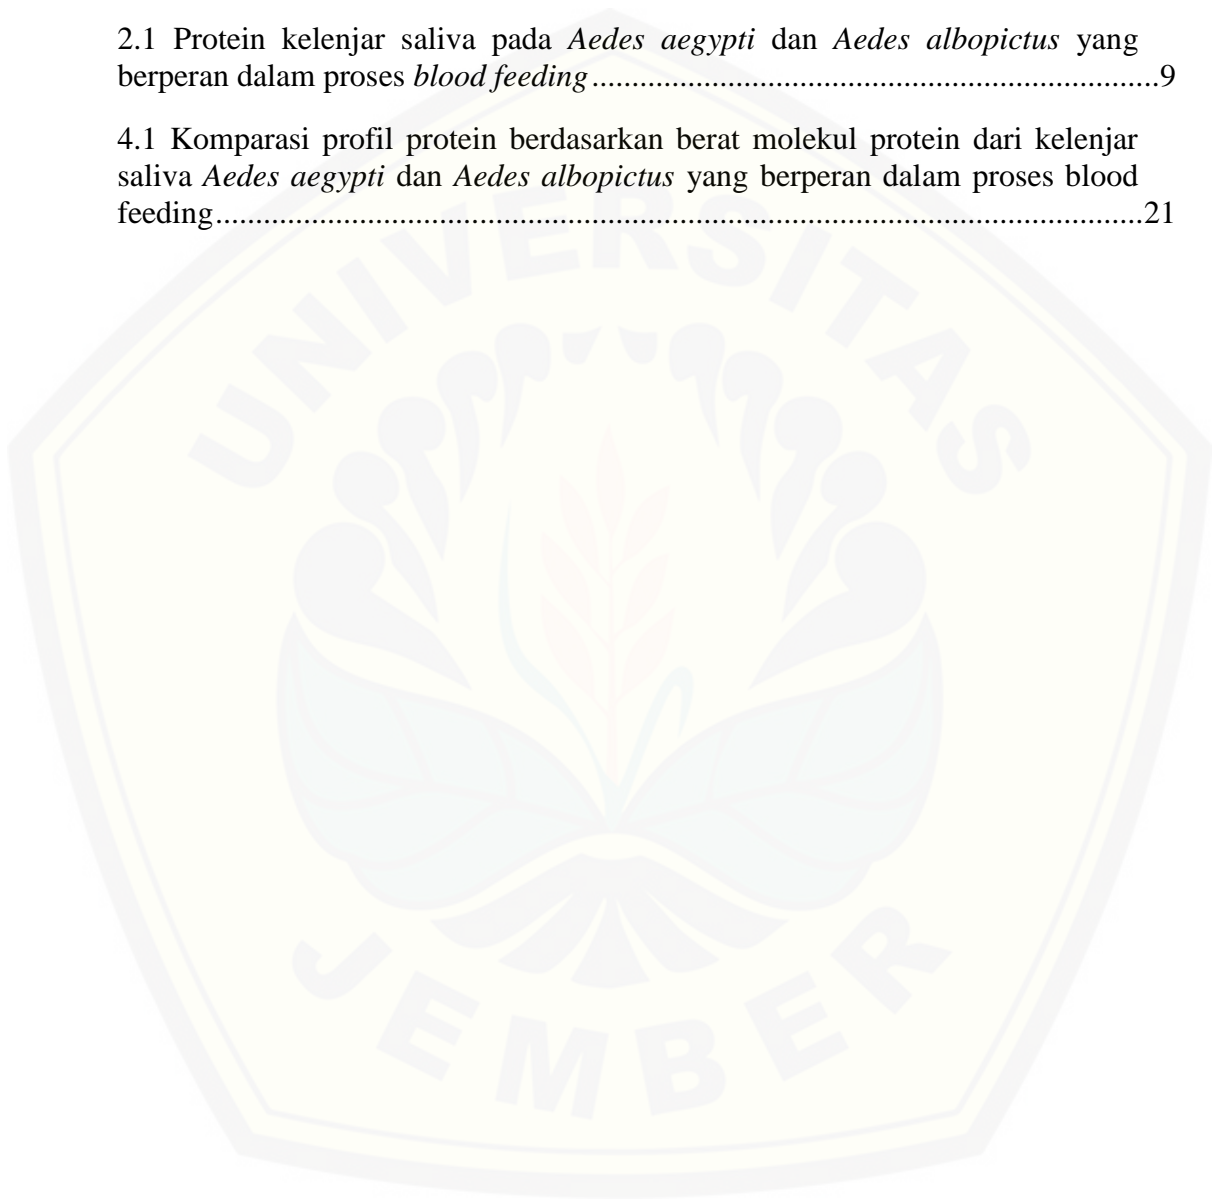 2.1 Protein kelenjar saliva pada Aedes aegypti dan Aedes albopictus yang
berperan dalam proses blood feeding........................................................................9
4.1 Komparasi profil protein berdasarkan berat molekul protein dari kelenjar
saliva Aedes aegypti dan Aedes albopictus yang berperan dalam proses blood
feeding.....................................................................................................................21
UNIVERSITAS
JEMBER